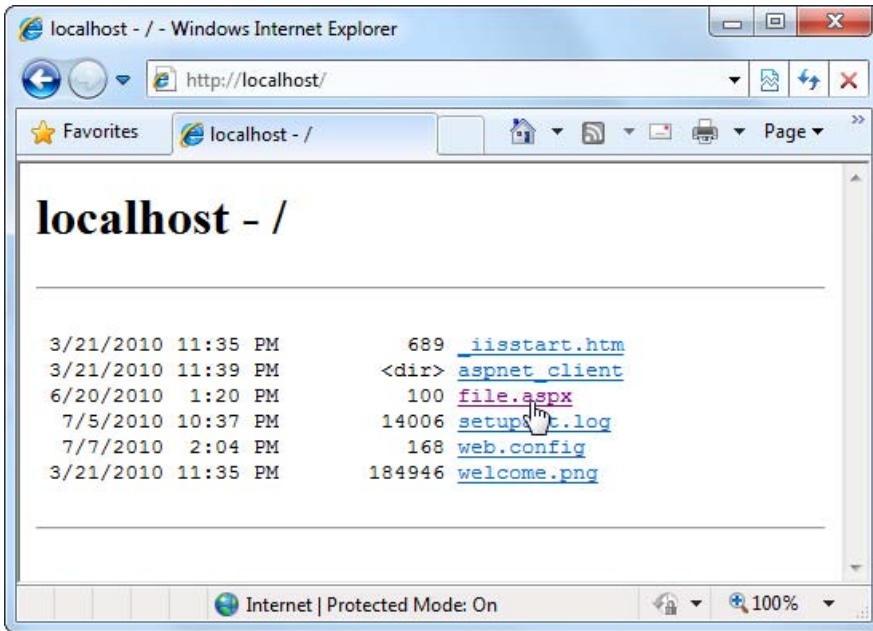 localhost - / - Windows Internet Explorer
http://localhost/
Favorites localhost - / Page
localhost - /
3/21/2010 11:35 PM 689 _iisstart.htm
3/21/2010 11:39 PM <dir> aspnet_client
6/20/2010 1:20 PM 100 file.aspx
7/5/2010 10:37 PM 14006 .log
7/7/2010 2:04 PM 168 web.config
3/21/2010 11:35 PM 184946 welcome.png
Internet | Protected Mode: On 100%